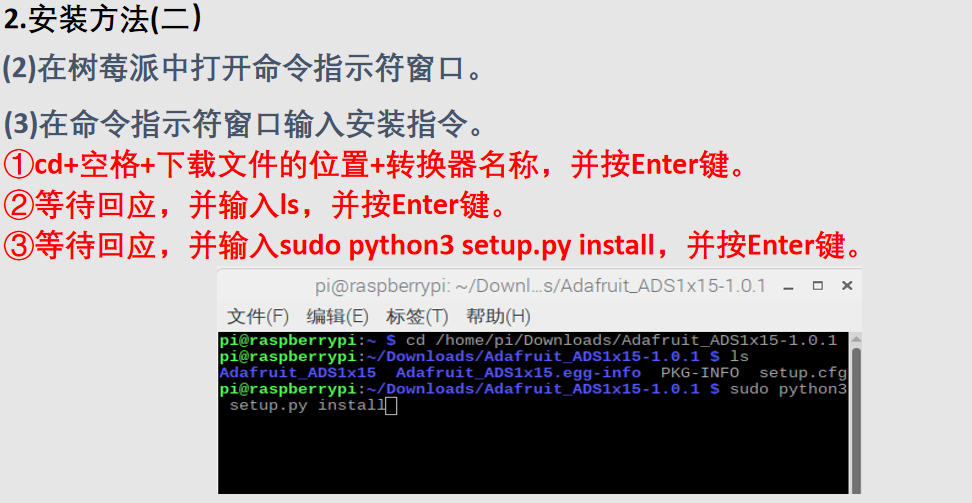 2.安装方法(二)
(2)在树莓派中打开命令指示符窗口。
(3)在命令指示符窗口输入安装指令。
①cd+空格+下载文件的位置+转换器名称，并按Enter键。
②等待回应，并输入ls，并按Enter键。
③等待回应，并输入sudo python3 setup.py install，并按Enter键。
pi@raspberrypi: ~/Downl...s/Adafruit_ADS1x15-1.0.1
文件(F) 编辑(E) 标签(T) 帮助(H)
pi@raspberrypi:~ $ cd /home/pi/Downloads/Adafruit_ADS1x15-1.0.1
pi@raspberrypi:~/Downloads/Adafruit_ADS1x15-1.0.1 $ ls
Adafruit_ADS1x15 Adafruit_ADS1x15.egg-info PKG-INFO setup.cfg
pi@raspberrypi:~/Downloads/Adafruit_ADS1x15-1.0.1 $ sudo python3
setup.py install